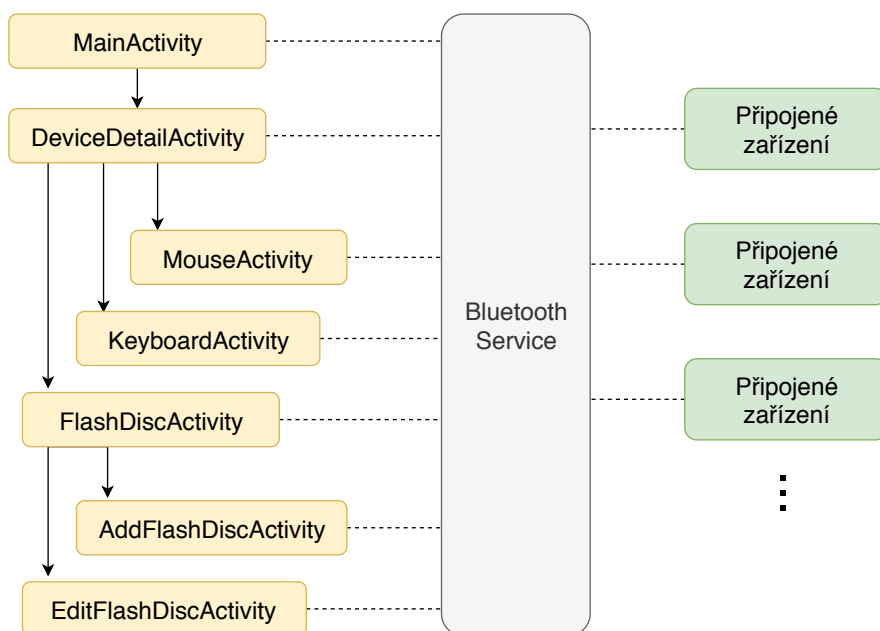 MainActivity
DeviceDetailActivity
MouseActivity
KeyboardActivity
FlashDiscActivity
AddFlashDiscActivity
EditFlashDiscActivity
Bluetooth
Service
Připojené
zařízení
Připojené
zařízení
Připojené
zařízení